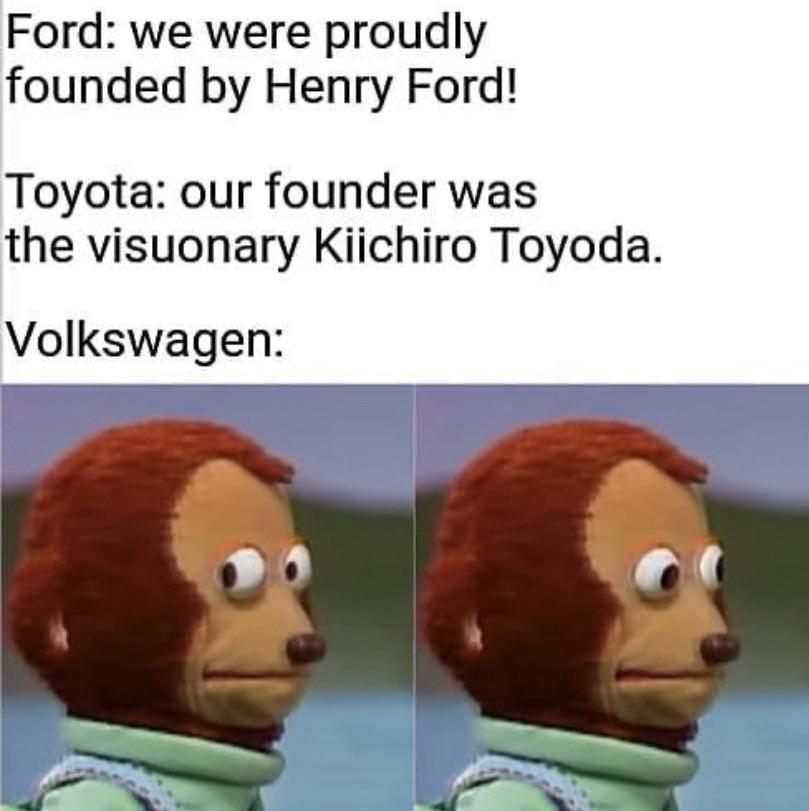 Ford: we were proudly
founded by Henry Ford!
Toyota: our founder was
the visuonary Kiichiro Toyoda.
Volkswagen: